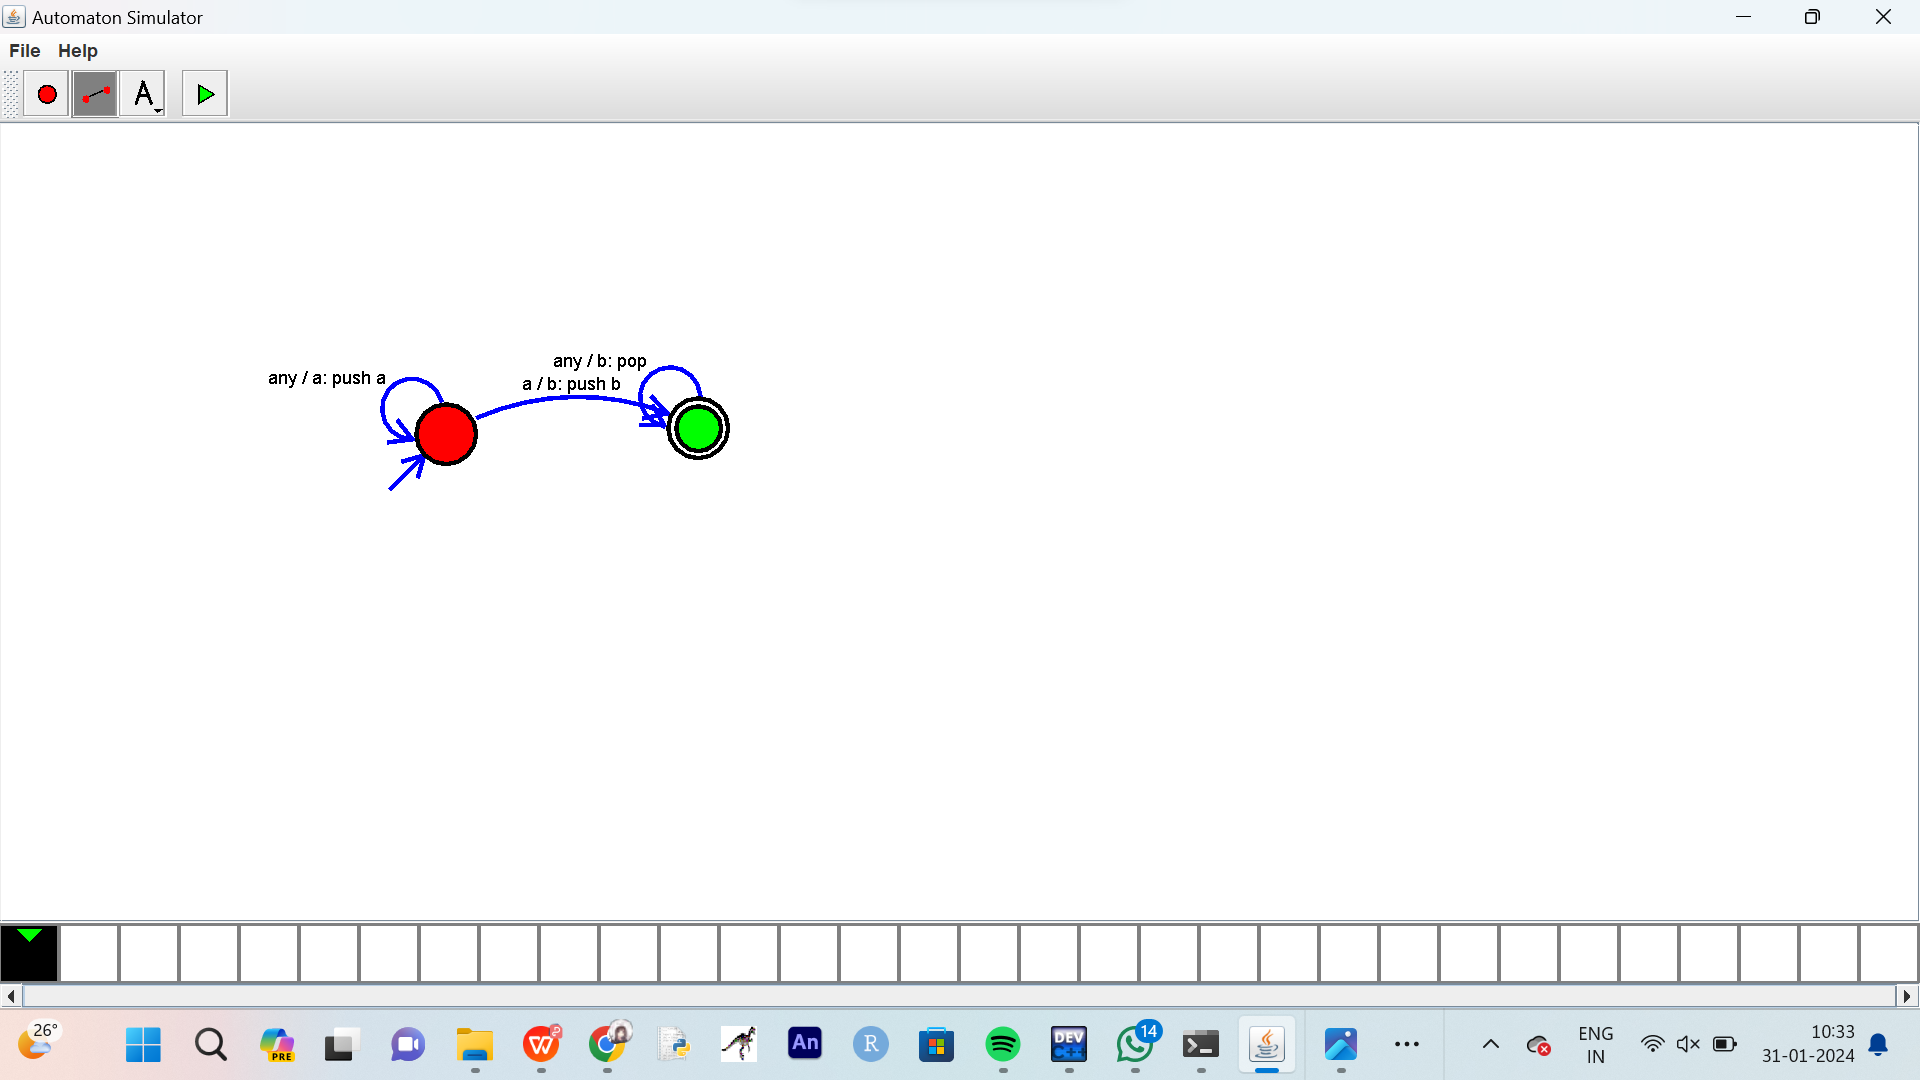 Automaton Simulator
File Help
A
any / b: pop
any / a: push a
a / b: push b
26°
PRE
W
An
R
DEV
C++
14
ENG
IN
10:33
31-01-2024